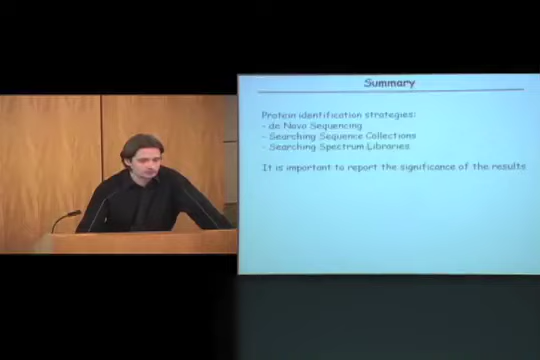 Summary
Protein identification strategies:
- de Novo Sequencing
- Searching Sequence Collections
- Searching Spectrum Libraries
It is important to report the significance of the results